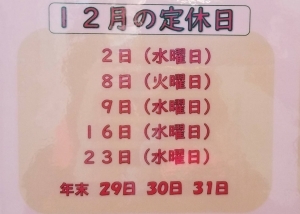 １２月の定休日
２日（水曜日）
８日（火曜日）
９日（水曜日）
１６日（水曜日）
２３日（水曜日）
年末 29日 30日 31日